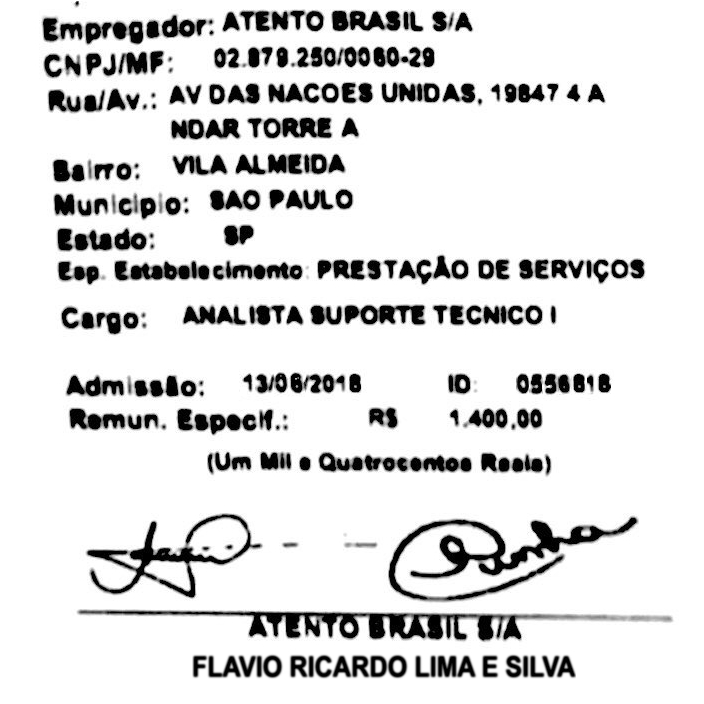 Empregador: ATENTO BRASIL S/A
CNPJ/MF: 02.879.250/0060-29
Rua/Av.: AV DAS NACOES UNIDAS, 19847 4 A
NDAR TORRE A
Bairro: VILA ALMEIDA
Municipio: SAO PAULO
Estado: SP
Esp. Estabelecimento: PRESTAÇÃO DE SERVIÇOS
Cargo: ANALISTA SUPORTE TECNICO I
Admissão: 13/06/2018 ID: 0556818
Remun. Especif.: R$ 1.400,00
(Um Mil e Quatrocentos Reais)
ATENTO BRASIL S/A
FLAVIO RICARDO LIMA E SILVA